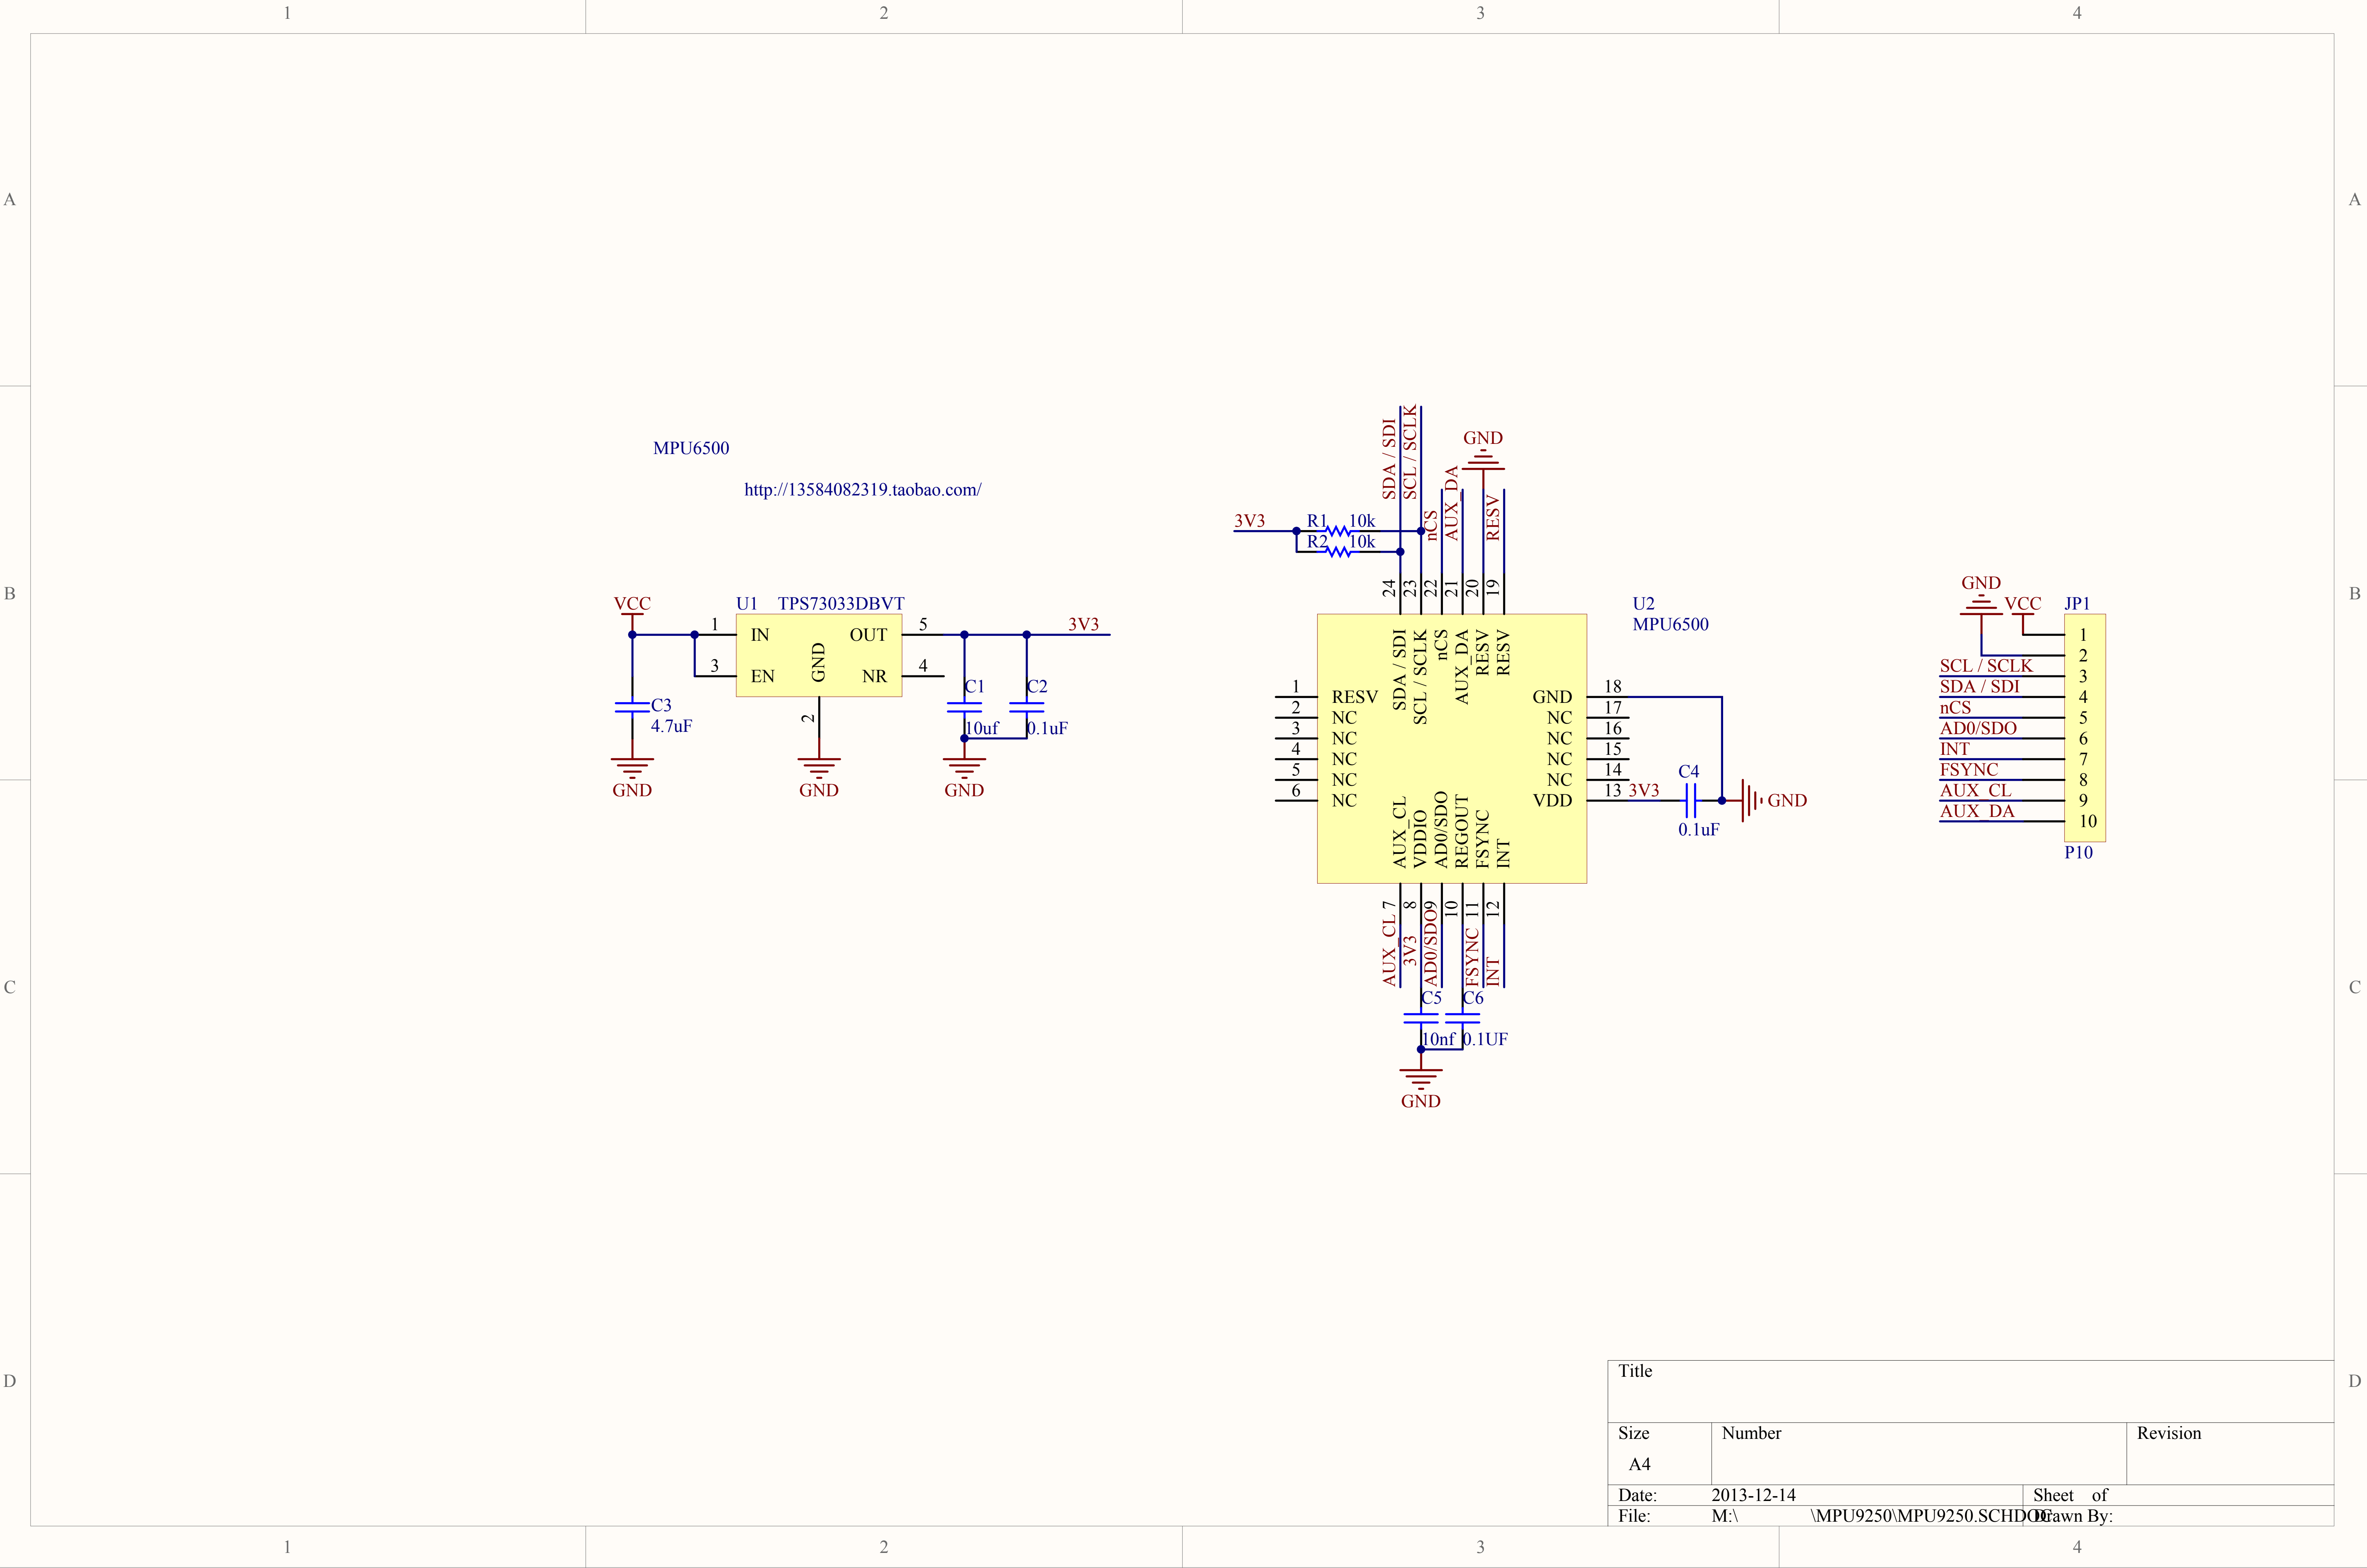 1 2 3 4
A A
MPU6500
http://13584082319.taobao.com/
B B
VCC
U1 TPS73033DBVT
1 IN OUT 5 3V3
3 EN GND NR 4
2
C3
4.7uF
C1
10uf
C2
0.1uF
GND
GND
GND
SDA / SDI
SCL / SCLK
nCS
AUX_DA
GND
RESV
3V3 R1 10k
R2 10k
24 23 22 21 20 19
U2
MPU6500
SDA / SDI
SCL / SCLK
nCS
AUX_DA
RESV
RESV
1 RESV
2 NC
3 NC
4 NC
5 NC
6 NC
GND 18
NC 17
NC 16
NC 15
NC 14
VDD 13 3V3
C4
0.1uF
GND
AUX_CL
VDDIO
AD0/SDO
REGOUT
FSYNC
INT
7 8 9 10 11 12
AUX_CL
3V3
AD0/SDO
FSYNC
INT
C5 C6
10nf 0.1UF
GND
GND
VCC JP1
1
2
SCL / SCLK 3
SDA / SDI 4
nCS 5
AD0/SDO 6
INT 7
FSYNC 8
AUX_CL 9
AUX_DA 10
P10
C C
D D
Title
Size Number Revision
A4
Date: 2013-12-14 Sheet of
File: M:\ \MPU9250\MPU9250.SCHDOC Drawn By:
1 2 3 4